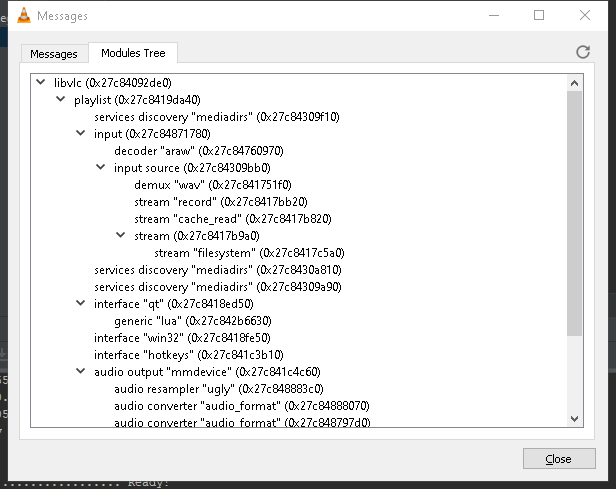 Messages
Messages
Modules Tree
libvlc (0x27c84092de0)
playlist (0x27c8419da40)
services discovery "mediadirs" (0x27c84309f10)
input (0x27c84871780)
decoder "araw" (0x27c84760970)
input source (0x27c84309bb0)
demux "wav" (0x27c841751f0)
stream "record" (0x27c8417bb20)
stream "cache_read" (0x27c8417b820)
stream (0x27c8417b9a0)
stream "filesystem" (0x27c8417c5a0)
services discovery "mediadirs" (0x27c8430a810)
services discovery "mediadirs" (0x27c84309a90)
interface "qt" (0x27c8418ed50)
generic "lua" (0x27c842b6630)
interface "win32" (0x27c8418fe50)
interface "hotkeys" (0x27c841c3b10)
audio output "mmdevice" (0x27c841c4c60)
audio resampler "ugly" (0x27c848883c0)
audio converter "audio_format" (0x27c84888070)
audio converter "audio_format" (0x27c848797d0)
Close
................. Ready!